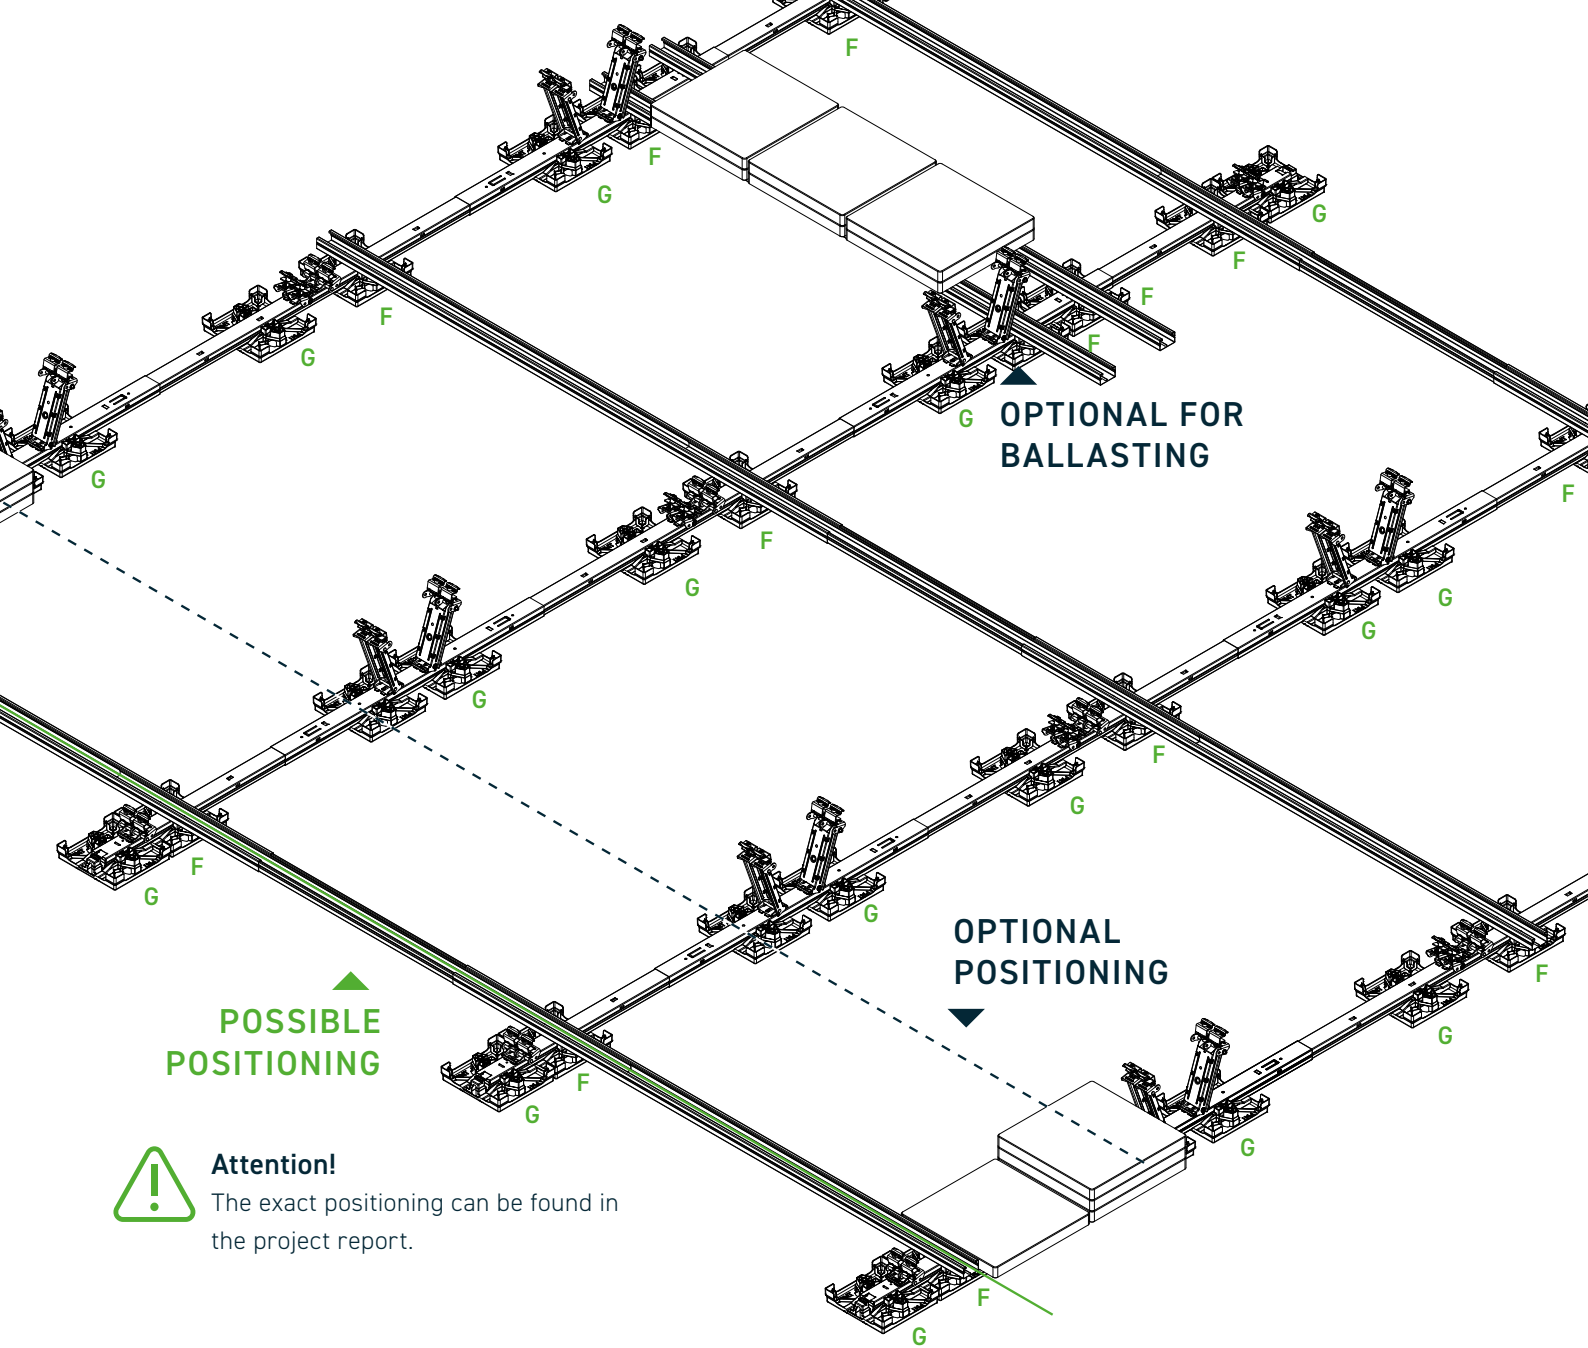 F
F
G
G
F
F
F
F
G
G
OPTIONAL FOR
BALLASTING
G
F
F
G
G
G
G
G
F
G
F
G
OPTIONAL
POSITIONING
F
G
F
G
POSSIBLE
POSITIONING
F
G
G
Attention!
The exact positioning can be found in
the project report.
F
G